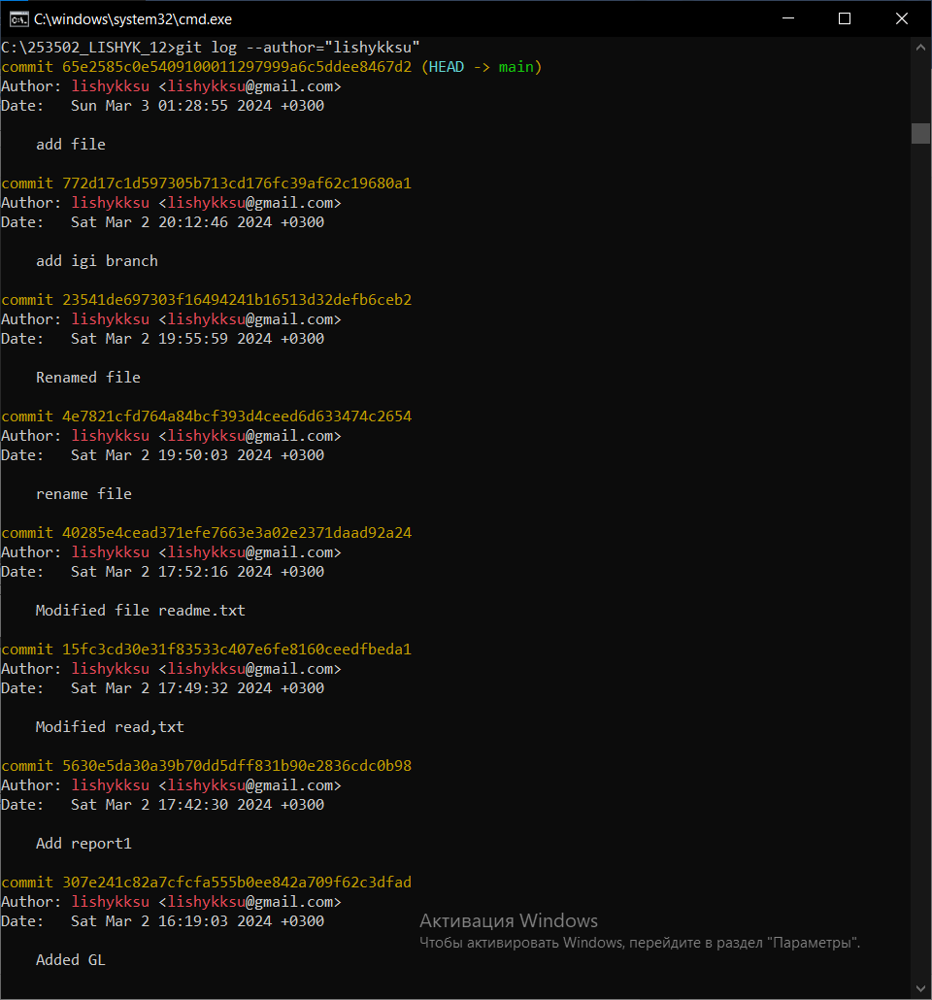 C:\windows\system32\cmd.exe
C:\253502_LISHYK_12>git log --author="lishykksu"
commit 65e2585c0e5409100011297999a6c5ddee8467d2 (HEAD -> main)
Author: lishykksu <lishykksu@gmail.com>
Date:   Sun Mar 3 01:28:55 2024 +0300
    add file
commit 772d17c1d597305b713cd176fc39af62c19680a1
Author: lishykksu <lishykksu@gmail.com>
Date:   Sat Mar 2 20:12:46 2024 +0300
    add igi branch
commit 23541de697303f16494241b16513d32defb6ceb2
Author: lishykksu <lishykksu@gmail.com>
Date:   Sat Mar 2 19:55:59 2024 +0300
    Renamed file
commit 4e7821cfd764a84bcf393d4ceed6d633474c2654
Author: lishykksu <lishykksu@gmail.com>
Date:   Sat Mar 2 19:50:03 2024 +0300
    rename file
commit 40285e4cead371efe7663e3a02e2371daad92a24
Author: lishykksu <lishykksu@gmail.com>
Date:   Sat Mar 2 17:52:16 2024 +0300
    Modified file readme.txt
commit 15fc3cd30e31f83533c407e6fe8160ceedfbeda1
Author: lishykksu <lishykksu@gmail.com>
Date:   Sat Mar 2 17:49:32 2024 +0300
    Modified read,txt
commit 5630e5da30a39b70dd5dff831b90e2836cdc0b98
Author: lishykksu <lishykksu@gmail.com>
Date:   Sat Mar 2 17:42:30 2024 +0300
    Add report1
commit 307e241c82a7cfcfa555b0ee842a709f62c3dfad
Author: lishykksu <lishykksu@gmail.com>
Date:   Sat Mar 2 16:19:03 2024 +0300
    Added GL
Активация Windows
Чтобы активировать Windows, перейдите в раздел "Параметры".